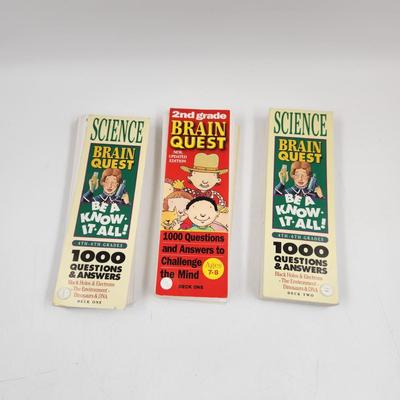 SCIENCE
BRAIN
QUEST
BE A
KNOW-
IT-ALL!
4TH-6TH GRADES
1000
QUESTIONS
& ANSWERS
Black Holes & Electrons
- The Environment -
Dinosaurs & DNA
DECK ONE
2nd grade
BRAIN
QUEST
NEW,
UPDATED
EDITION
1000 Questions
and Answers to
Challenge
the Mind
Ages
7-8
DECK ONE
SCIENCE
BRAIN
QUEST
BE A
KNOW-
IT-ALL!
4TH-6TH GRADES
1000
QUESTIONS
& ANSWERS
Black Holes & Electrons
- The Environment -
Dinosaurs & DNA
DECK TWO